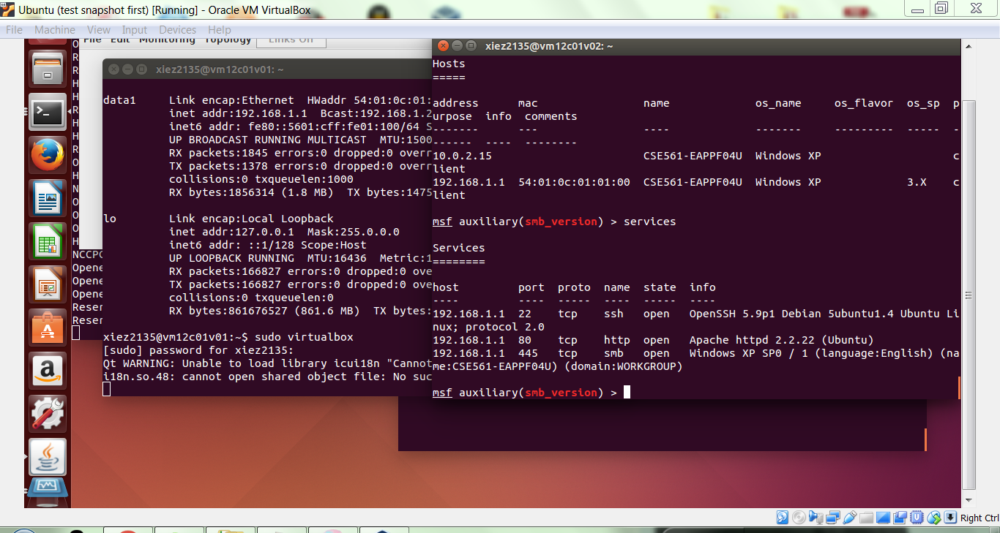 Ubuntu (test snapshot first) [Running] - Oracle VM VirtualBox
File Machine View Input Devices Help
File Edit Monitoring Topology Links Off
xiez2135@vm12c01v01: ~
data1 Link encap:Ethernet HWaddr 54:01:0c:01:
inet addr:192.168.1.1 Bcast:192.168.1.2
inet6 addr: fe80::5601:cff:fe01:100/64 S
UP BROADCAST RUNNING MULTICAST MTU:1500
RX packets:1845 errors:0 dropped:0 overr
TX packets:1378 errors:0 dropped:0 overr
collisions:0 txqueuelen:1000
RX bytes:1856314 (1.8 MB) TX bytes:1475
lo Link encap:Local Loopback
inet addr:127.0.0.1 Mask:255.0.0.0
inet6 addr: ::1/128 Scope:Host
UP LOOPBACK RUNNING MTU:16436 Metric:1
RX packets:166827 errors:0 dropped:0 ove
TX packets:166827 errors:0 dropped:0 ove
collisions:0 txqueuelen:0
RX bytes:861676527 (861.6 MB) TX bytes:
xiez2135@vm12c01v01:~$ sudo virtualbox
[sudo] password for xiez2135:
Qt WARNING: Unable to load library icui18n "Cannot
i18n.so.48: cannot open shared object file: No suc
NCCPC
Opene
Opene
Opene
Reser
Reser
xiez2135@vm12c01v02: ~
Hosts
=====
address mac name os_name os_flavor os_sp p
urpose info comments
------- --- ---- ------- --------- ----- -
------ ---- --------
10.0.2.15 CSE561-EAPPF04U Windows XP c
lient
192.168.1.1 54:01:0c:01:01:00 CSE561-EAPPF04U Windows XP 3.X c
lient
msf auxiliary(smb_version) > services
Services
========
host port proto name state info
---- ---- ----- ---- ----- ----
192.168.1.1 22 tcp ssh open OpenSSH 5.9p1 Debian 5ubuntu1.4 Ubuntu Li
nux; protocol 2.0
192.168.1.1 80 tcp http open Apache httpd 2.2.22 (Ubuntu)
192.168.1.1 445 tcp smb open Windows XP SP0 / 1 (language:English) (na
me:CSE561-EAPPF04U) (domain:WORKGROUP)
msf auxiliary(smb_version) >
Right Ctrl